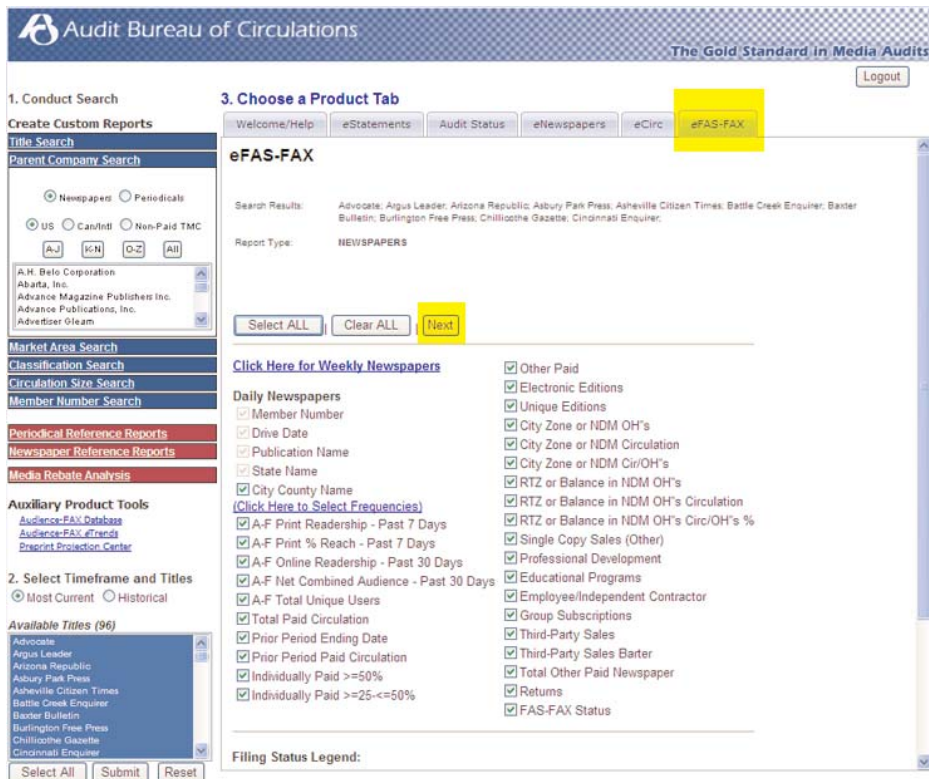 Audit Bureau of Circulations
The Gold Standard in Media Audits
Logout
1. Conduct Search
Create Custom Reports
Title Search
Parent Company Search
Newspapers Periodicals
US Can/Intl Non-Paid TMC
A-J K-N O-Z All
A.H. Belo Corporation
Abarta, Inc.
Advance Magazine Publishers Inc.
Advance Publications, Inc.
Advertiser Gleam
Market Area Search
Classification Search
Circulation Size Search
Member Number Search
Periodical Reference Reports
Newspaper Reference Reports
Media Rebate Analysis
Auxiliary Product Tools
Audience-FAX Database
Audience-FAX eTrends
Preprint Projection Center
2. Select Timeframe and Titles
Most Current Historical
Available Titles (96)
Advocate
Argus Leader
Arizona Republic
Asbury Park Press
Asheville Citizen Times
Battle Creek Enquirer
Baxter Bulletin
Burlington Free Press
Chillicothe Gazette
Cincinnati Enquirer
Select All Submit Reset
3. Choose a Product Tab
Welcome/Help eStatements Audit Status eNewspapers eCirc eFAS-FAX
eFAS-FAX
Search Results: Advocate; Argus Leader; Arizona Republic; Asbury Park Press; Asheville Citizen Times; Battle Creek Enquirer; Baxter
Bulletin; Burlington Free Press; Chillicothe Gazette; Cincinnati Enquirer;
Report Type: NEWSPAPERS
Select ALL | Clear ALL | Next
Click Here for Weekly Newspapers
Daily Newspapers
Member Number
Drive Date
Publication Name
State Name
City County Name
(Click Here to Select Frequencies)
A-F Print Readership - Past 7 Days
A-F Print % Reach - Past 7 Days
A-F Online Readership - Past 30 Days
A-F Net Combined Audience - Past 30 Days
A-F Total Unique Users
Total Paid Circulation
Prior Period Ending Date
Prior Period Paid Circulation
Individually Paid >=50%
Individually Paid >=25-<=50%
Other Paid
Electronic Editions
Unique Editions
City Zone or NDM OH"s
City Zone or NDM Circulation
City Zone or NDM Cir/OH"s
RTZ or Balance in NDM OH"s
RTZ or Balance in NDM OH"s Circulation
RTZ or Balance in NDM OH"s Circ/OH"s %
Single Copy Sales (Other)
Professional Development
Educational Programs
Employee/Independent Contractor
Group Subscriptions
Third-Party Sales
Third-Party Sales Barter
Total Other Paid Newspaper
Returns
FAS-FAX Status
Filing Status Legend: